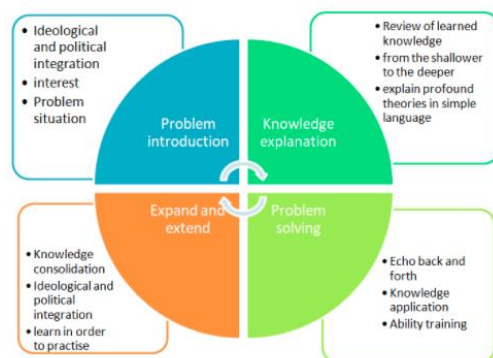 • Ideological
and political
integration
• interest
• Problem
situation
Problem
introduction
Knowledge
explanation
• Review of learned
knowledge
• from the shallower
to the deeper
• explain profound
theories in simple
language
• Knowledge
consolidation
• Ideological and
political
integration
• learn in order
to practise
Expand and
extend
Problem
solving
• Echo back and
forth
• Knowledge
application
• Ability training